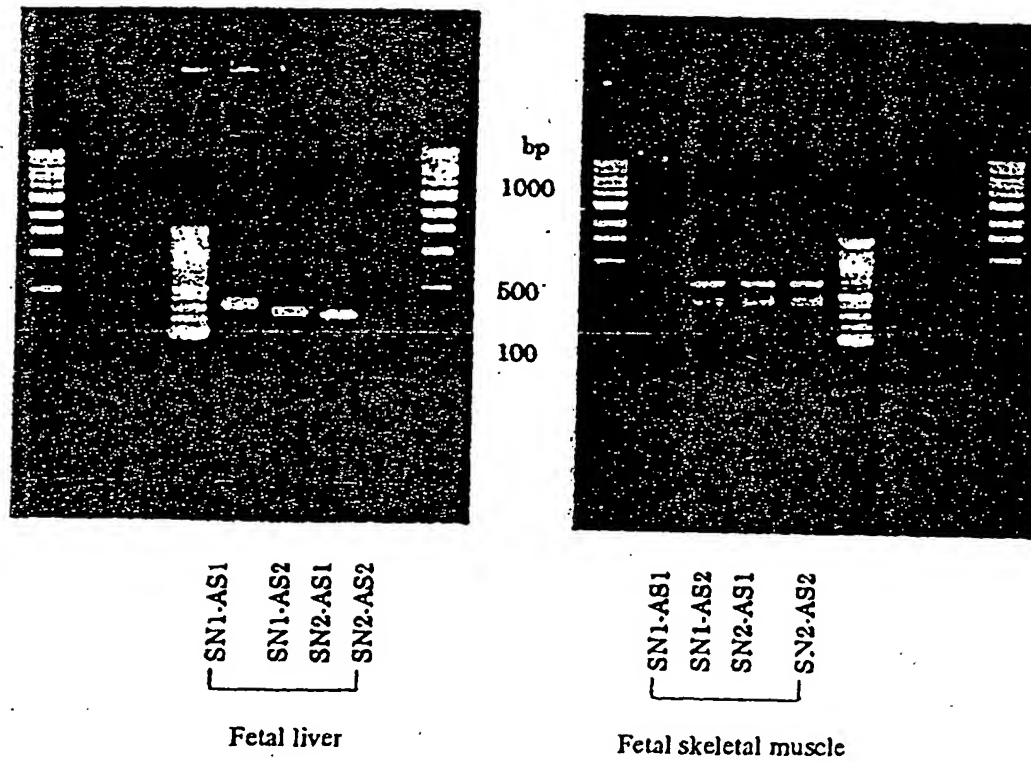 bp
1000
500
100
SN1-AS1
SN1-AS2
SN2-AS1
SN2-AS2
SN1-AS1
SN1-AS2
SN2-AS1
SN2-AS2
Fetal liver
Fetal skeletal muscle